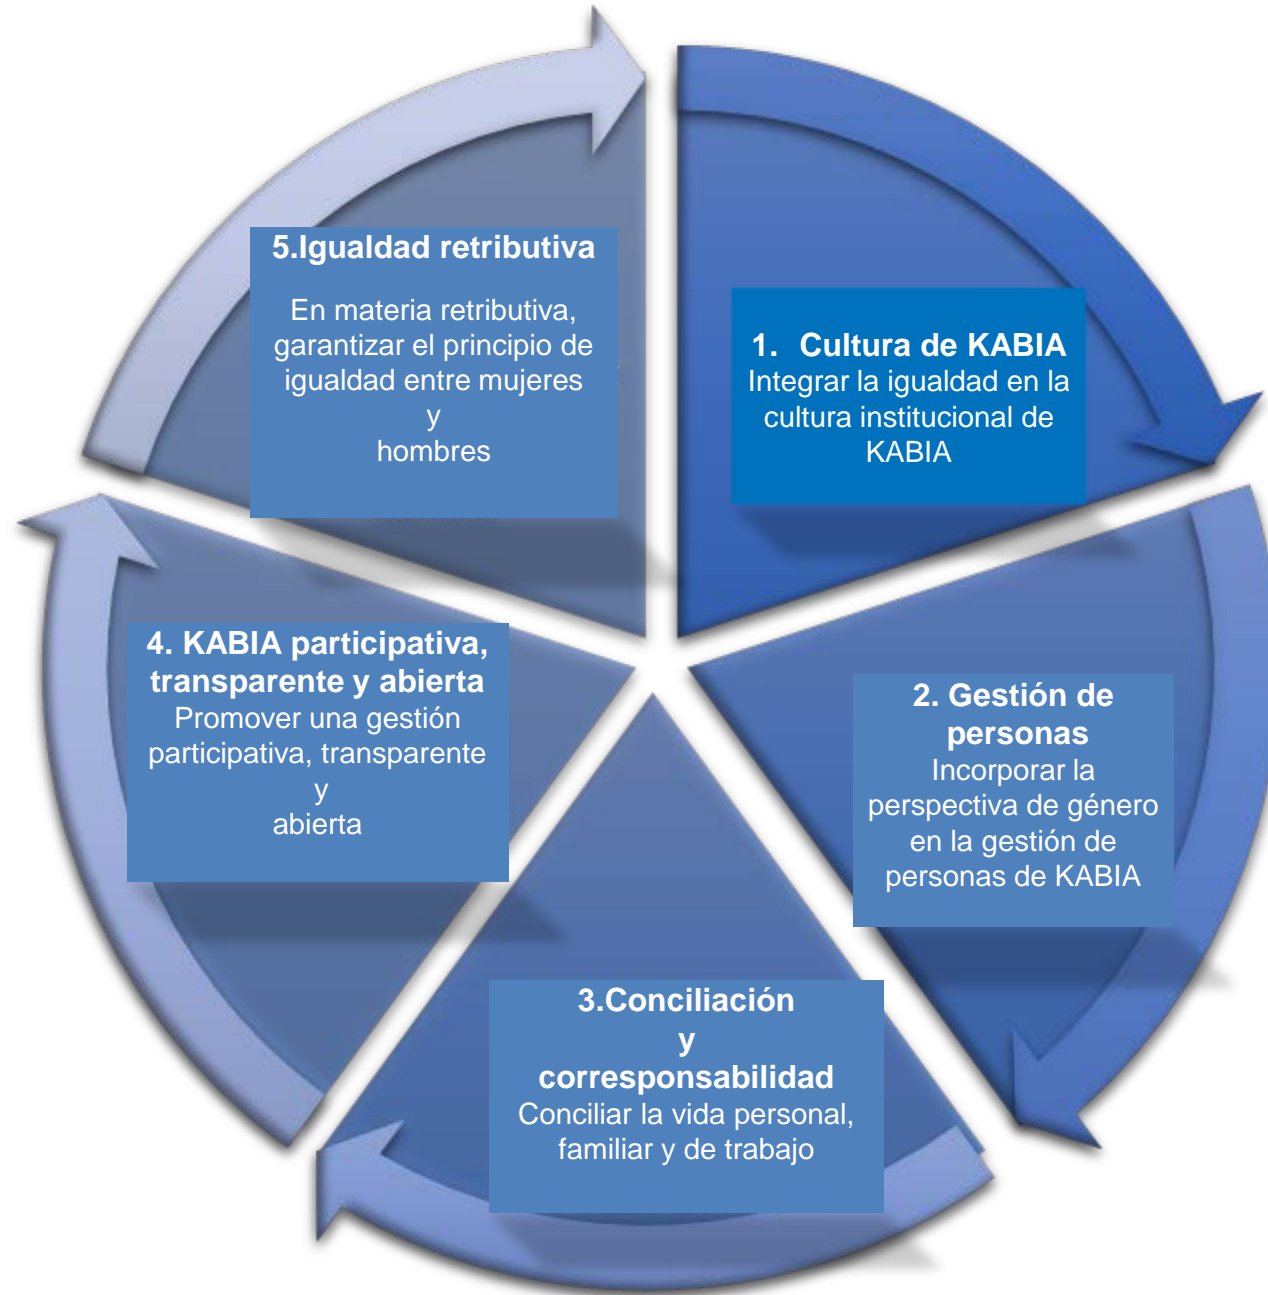 1. Cultura de KABIA
Integrar la igualdad en la
cultura institucional de
KABIA
2. Gestión de
personas
Incorporar la
perspectiva de género
en la gestión de
personas de KABIA
3.Conciliación
y
corresponsabilidad
Conciliar la vida personal,
familiar y de trabajo
4. KABIA participativa,
transparente y abierta
Promover una gestión
participativa, transparente
y
abierta
5.Igualdad retributiva
En materia retributiva,
garantizar el principio de
igualdad entre mujeres
y
hombres